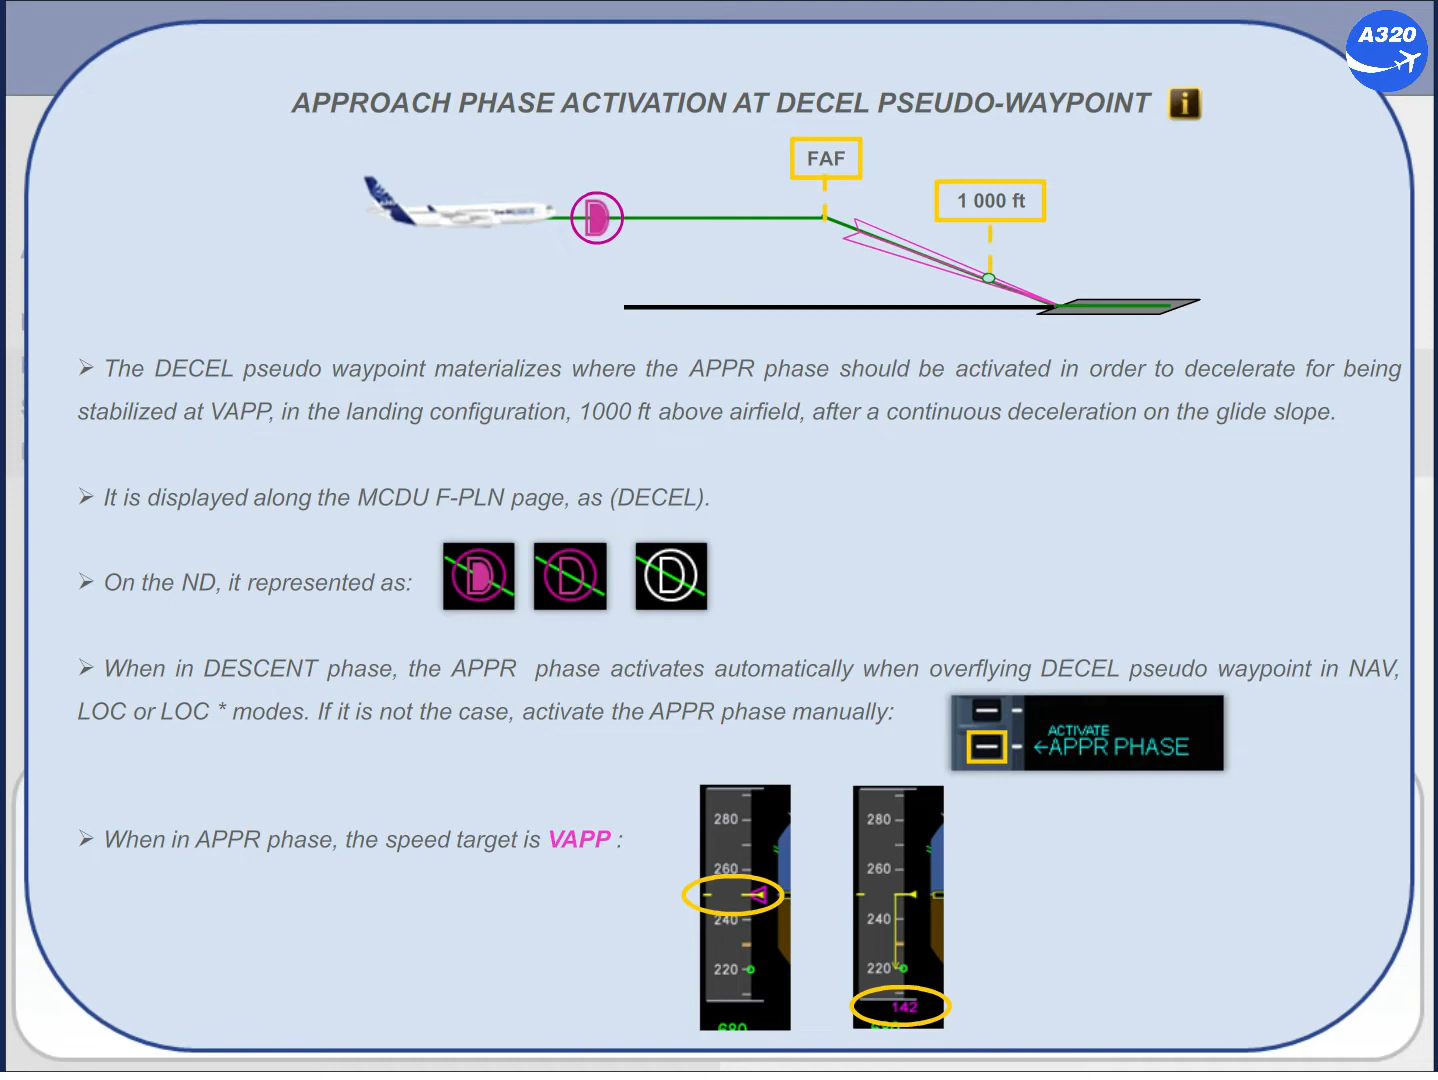 A320
APPROACH PHASE ACTIVATION AT DECEL PSEUDO-WAYPOINT
FAF
1 000 ft
➢ The DECEL pseudo waypoint materializes where the APPR phase should be activated in order to decelerate for being
stabilized at VAPP, in the landing configuration, 1000 ft above airfield, after a continuous deceleration on the glide slope.
➢ It is displayed along the MCDU F-PLN page, as (DECEL).
➢ On the ND, it represented as:
D D D
➢ When in DESCENT phase, the APPR phase activates automatically when overflying DECEL pseudo waypoint in NAV,
LOC or LOC * modes. If it is not the case, activate the APPR phase manually:
ACTIVATE
←APPR PHASE
➢ When in APPR phase, the speed target is VAPP :
280
260
240
220
680
280
260
240
220
142